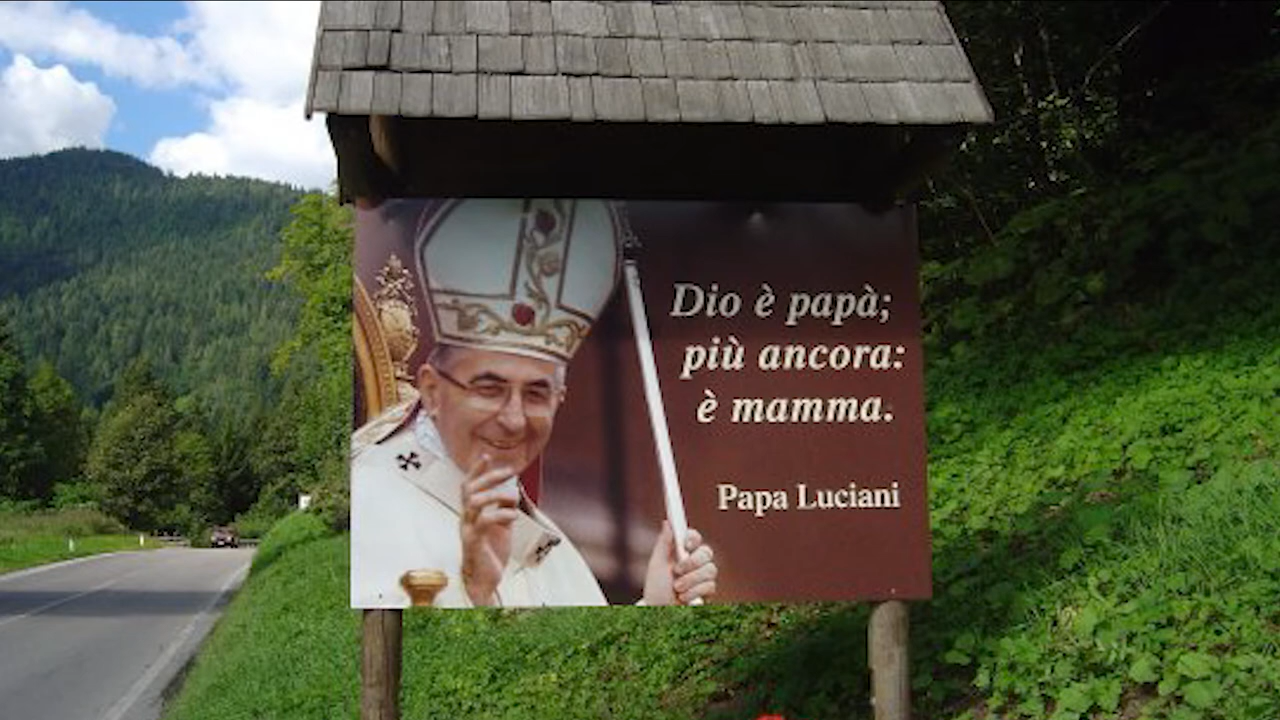 Dio è papà;
più ancora:
è mamma.
Papa Luciani